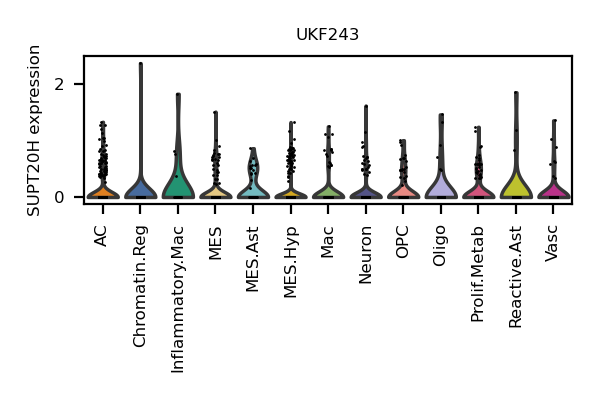 UKF243
SUPT20H expression
2
0
AC
Chromatin.Reg
Inflammatory.Mac
MES
MES.Ast
MES.Hyp
Mac
Neuron
OPC
Oligo
Prolif.Metab
Reactive.Ast
Vasc